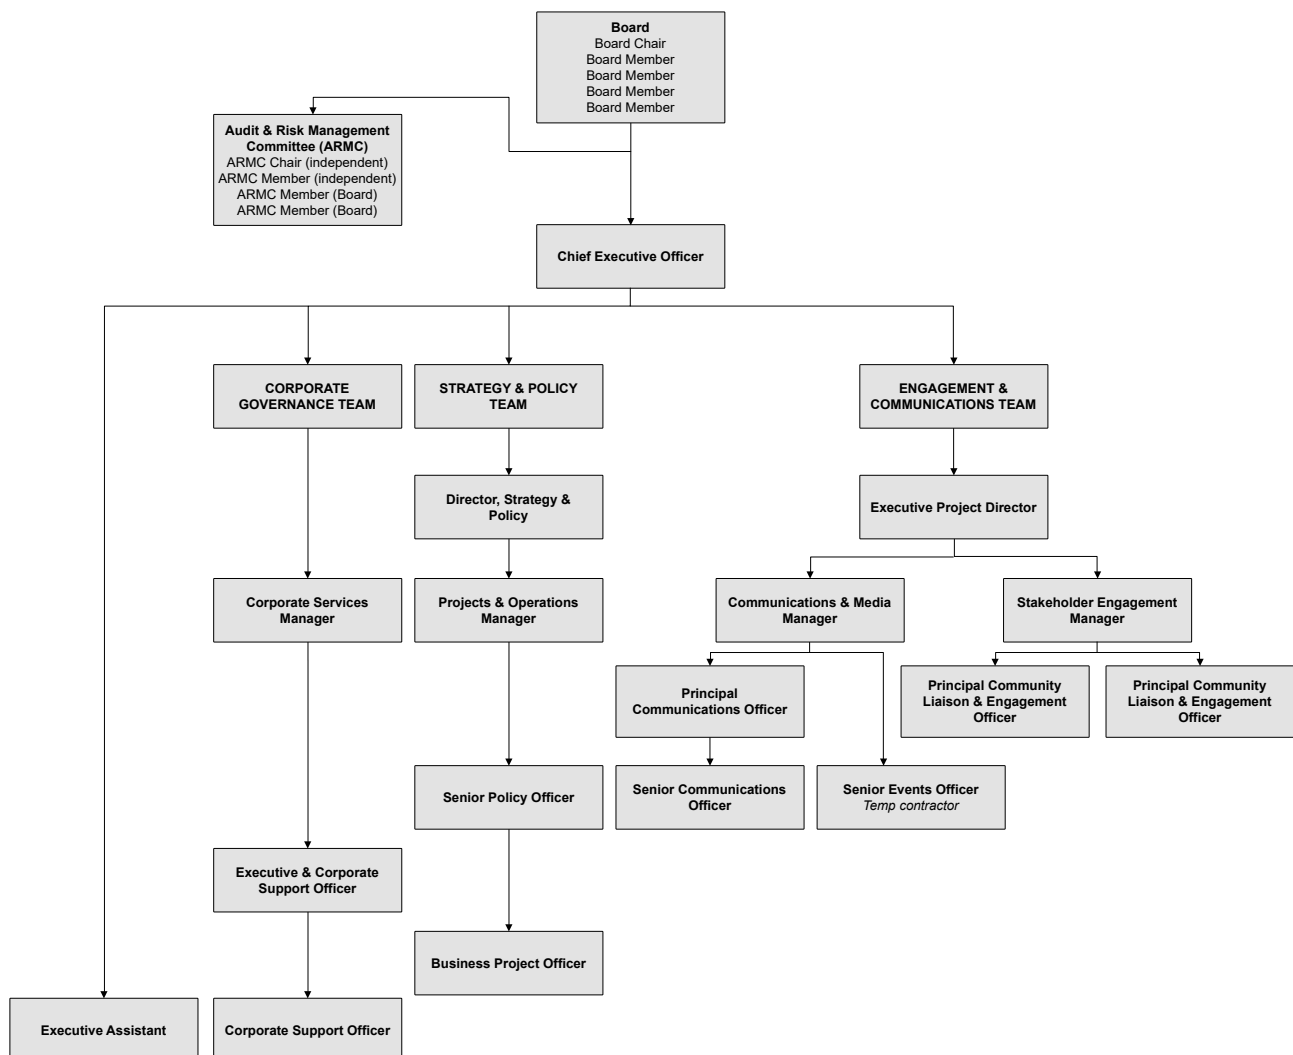 Board
Board Chair
Board Member
Board Member
Board Member
Board Member
Audit & Risk Management
Committee (ARMC)
ARMC Chair (independent)
ARMC Member (independent)
ARMC Member (Board)
ARMC Member (Board)
Chief Executive Officer
CORPORATE
GOVERNANCE TEAM
STRATEGY & POLICY
TEAM
ENGAGEMENT &
COMMUNICATIONS TEAM
Director, Strategy &
Policy
Executive Project Director
Corporate Services
Manager
Projects & Operations
Manager
Communications & Media
Manager
Stakeholder Engagement
Manager
Principal
Communications Officer
Principal Community
Liaison & Engagement
Officer
Principal Community
Liaison & Engagement
Officer
Senior Policy Officer
Senior Communications
Officer
Senior Events Officer
Temp contractor
Executive & Corporate
Support Officer
Business Project Officer
Executive Assistant
Corporate Support Officer